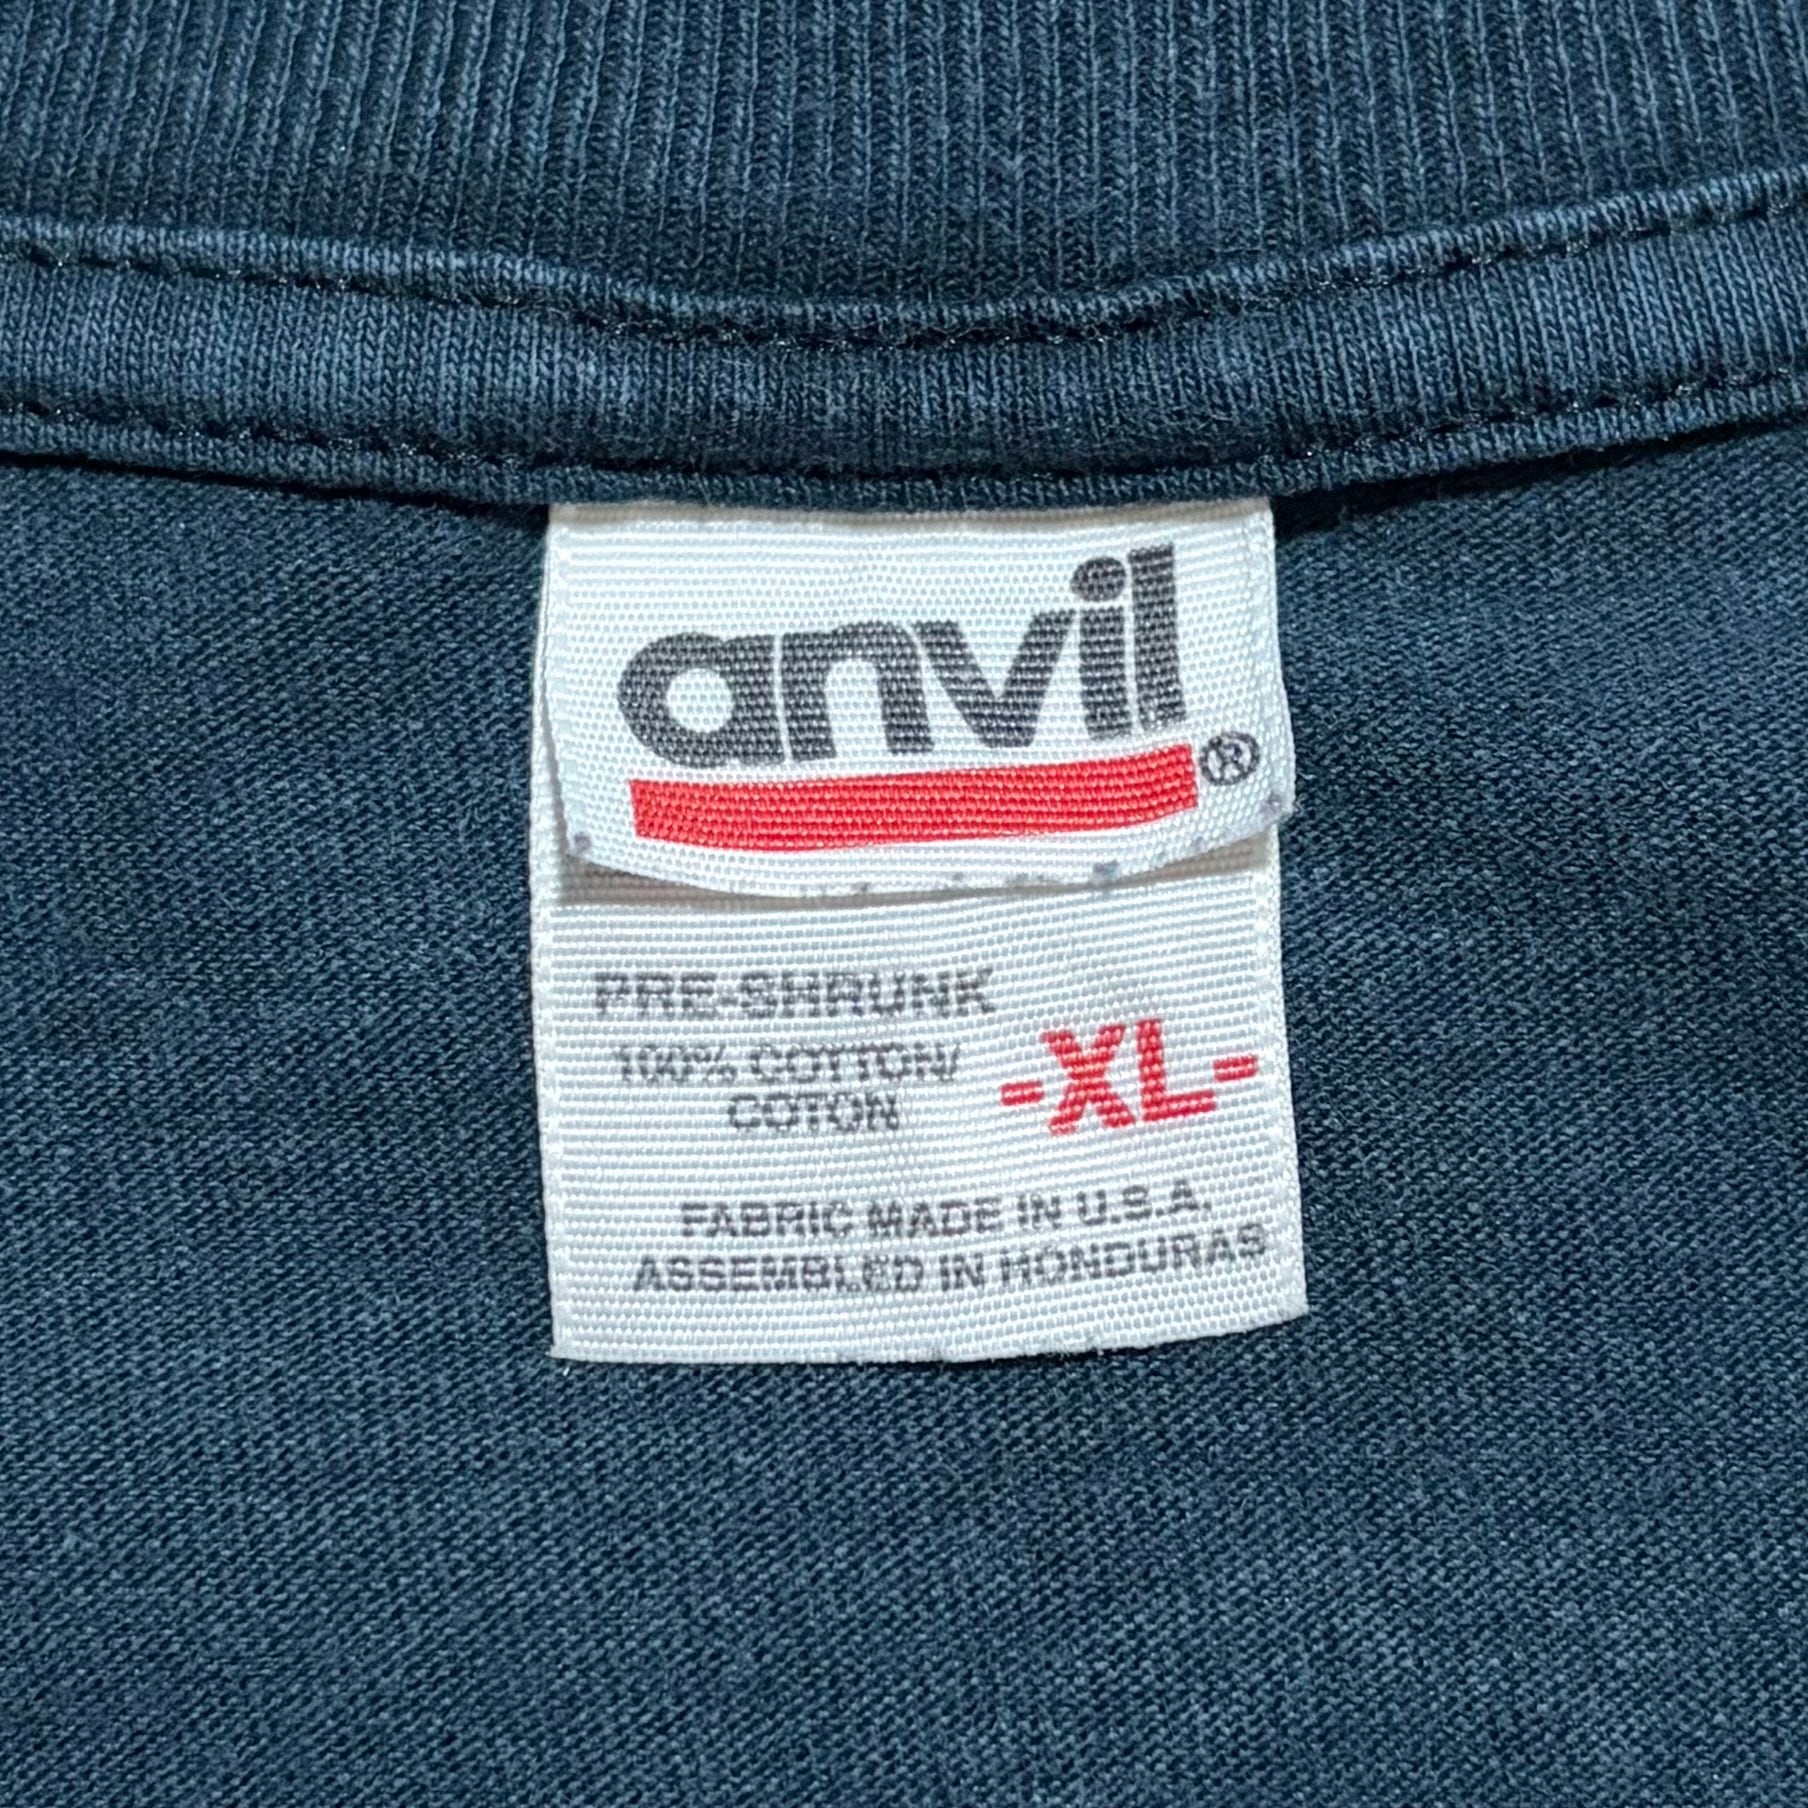 anvil®
PRE-SHRUNK
100% COTTON/
COTON
-XL-
FABRIC MADE IN U.S.A.
ASSEMBLED IN HONDURAS